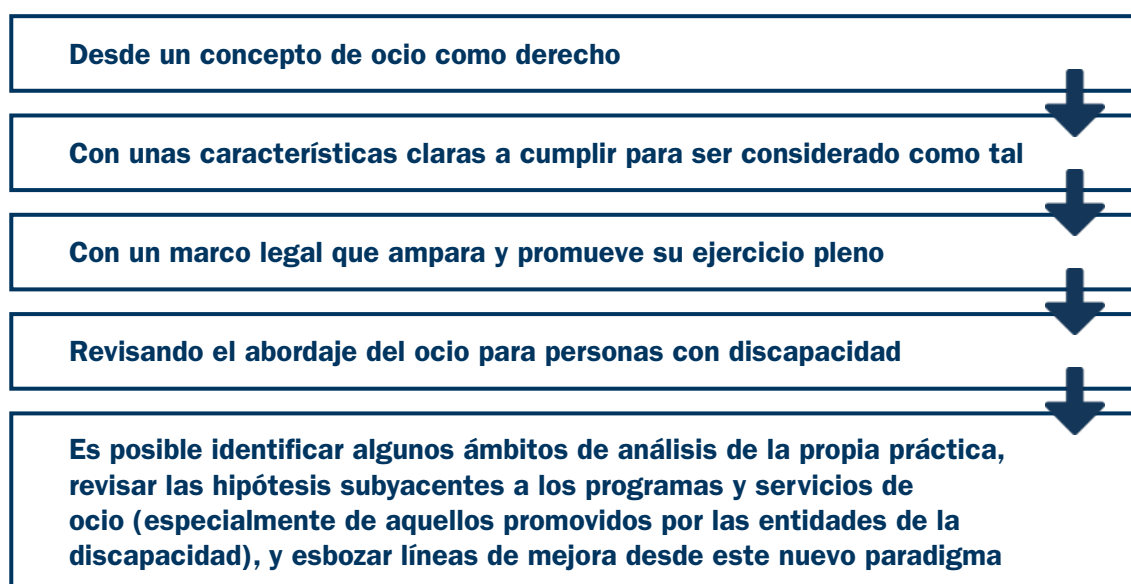 Desde un concepto de ocio como derecho
Con unas características claras a cumplir para ser considerado como tal
Con un marco legal que ampara y promueve su ejercicio pleno
Revisando el abordaje del ocio para personas con discapacidad
Es posible identificar algunos ámbitos de análisis de la propia práctica,
revisar las hipótesis subyacentes a los programas y servicios de
ocio (especialmente de aquellos promovidos por las entidades de la
discapacidad), y esbozar líneas de mejora desde este nuevo paradigma